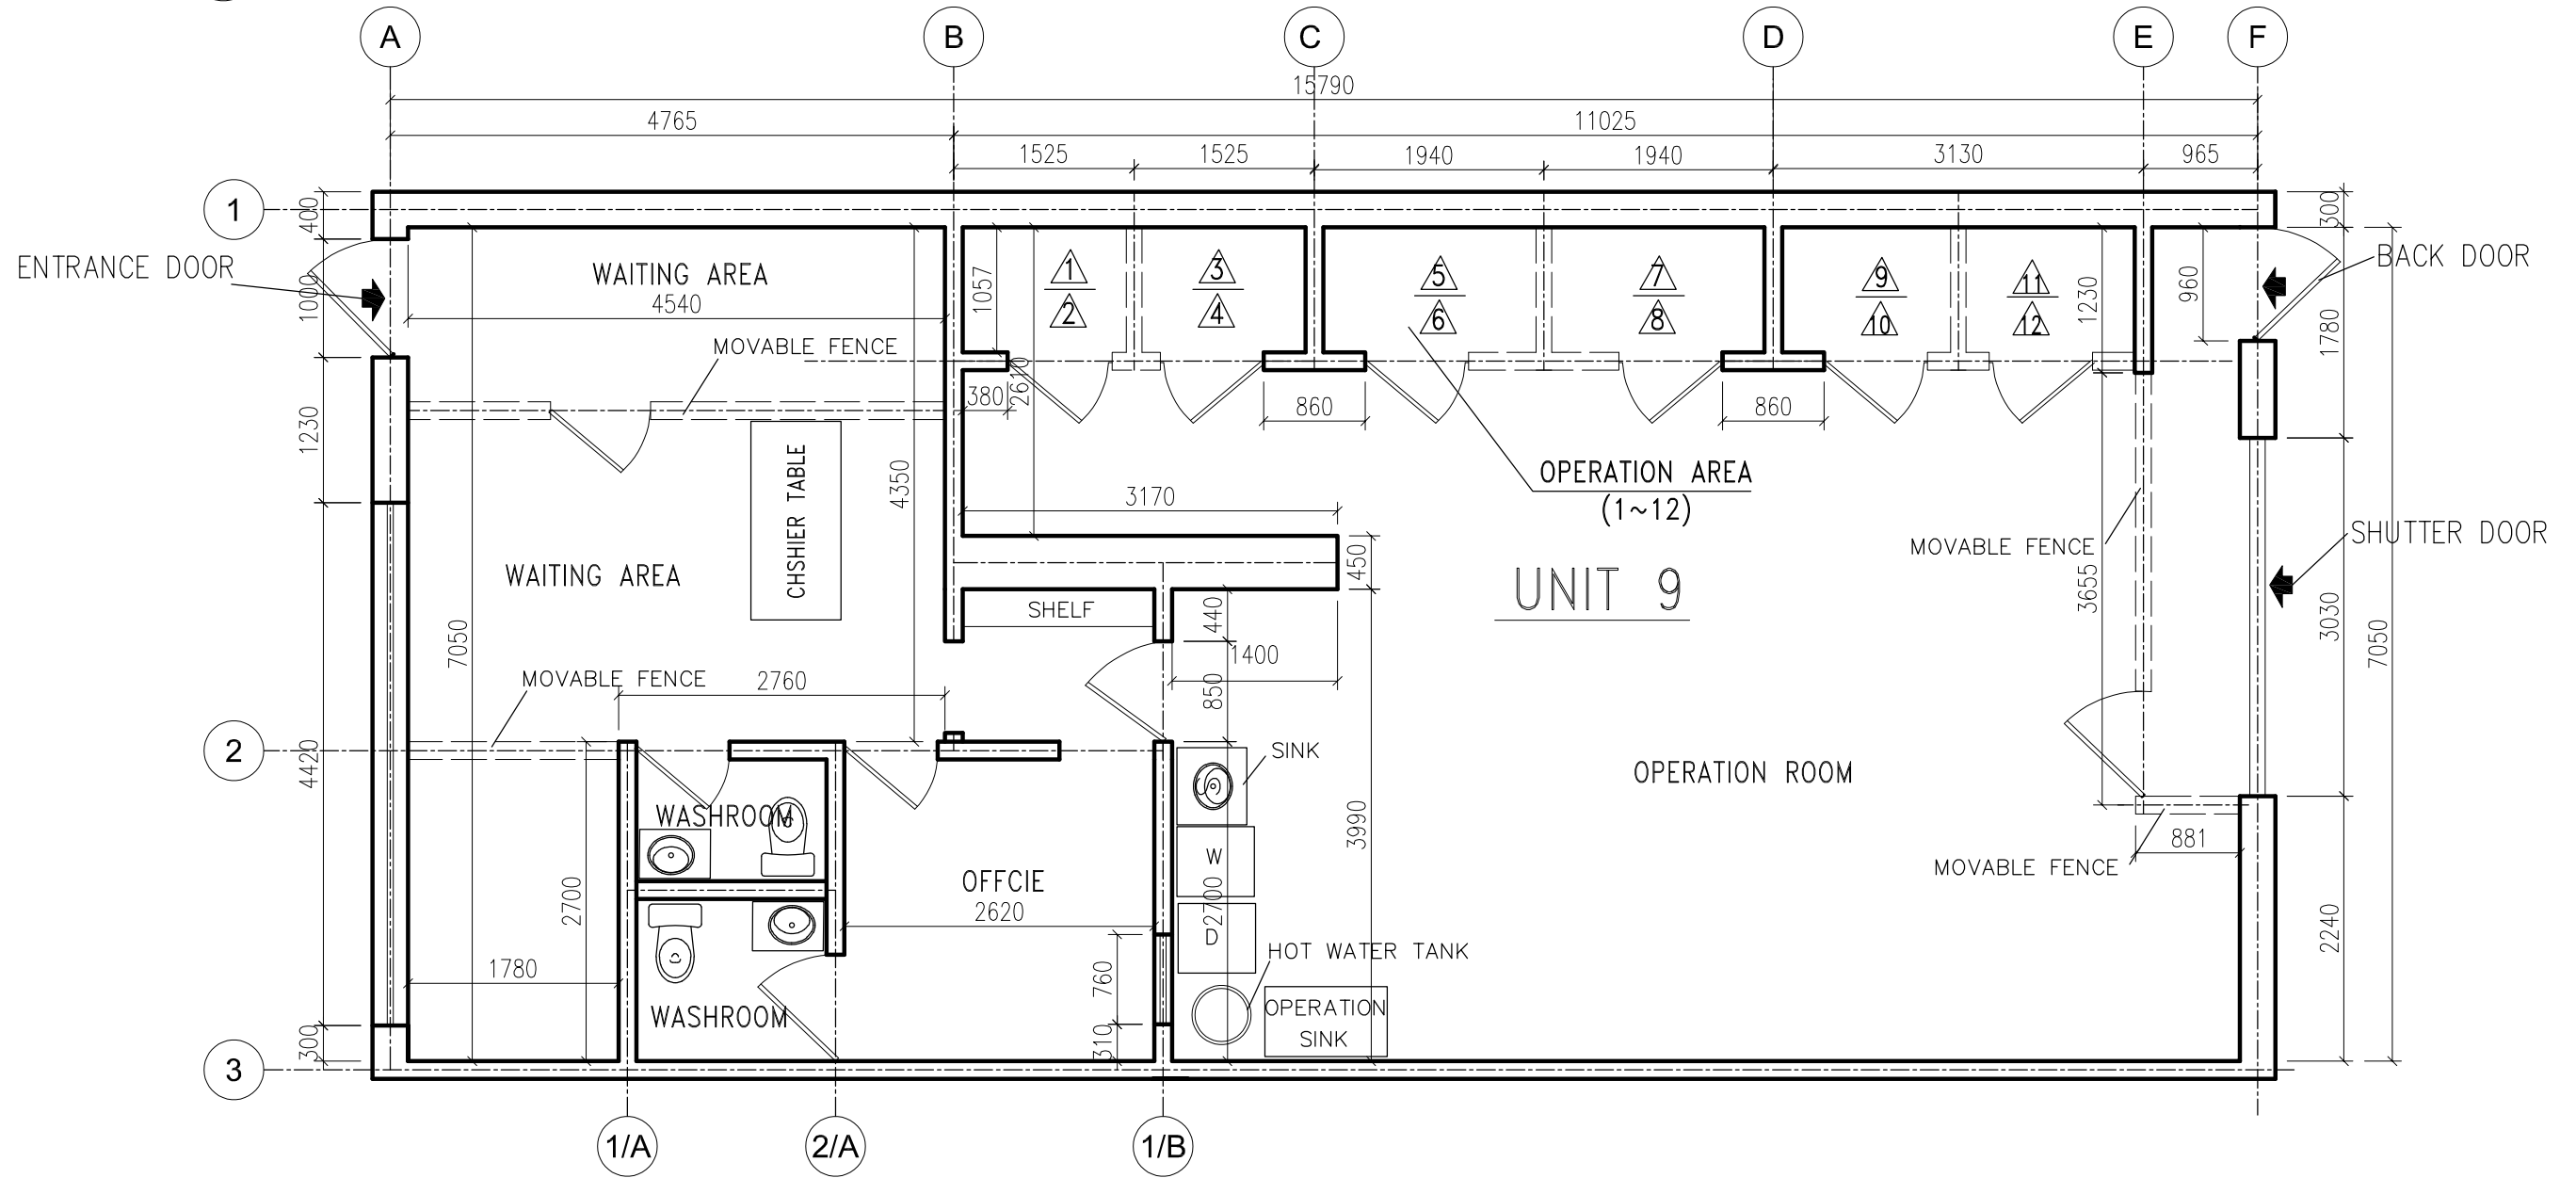 A B C D E F
15790
4765 11025
1525 1525 1940 1940 3130 965
1
400
300
ENTRANCE DOOR
1000
WAITING AREA
4540
1057
1
2
3
4
5
6
7
8
9
10
11
12
1230
960
BACK DOOR
1780
MOVABLE FENCE
2610
380
860
860
1230
4350
CHSHIER TABLE
OPERATION AREA
(1~12)
3170
450
MOVABLE FENCE
SHUTTER DOOR
WAITING AREA
UNIT 9
SHELF
440
3655
3030
7050
7050
1400
MOVABLE FENCE
2760
850
2
4420
SINK
OPERATION ROOM
WASHROOM
3990
881
W
MOVABLE FENCE
OFFCIE
2620
2700
2700
D
2240
HOT WATER TANK
1780
760
OPERATION
SINK
WASHROOM
300
310
3
1/A 2/A 1/B